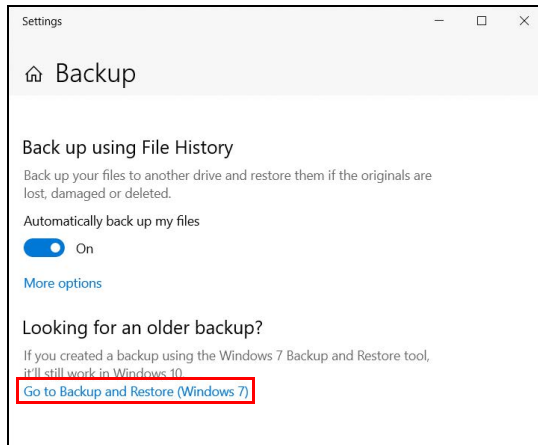 Settings
Backup
Back up using File History
Back up your files to another drive and restore them if the originals are
lost, damaged or deleted.
Automatically back up my files
On
More options
Looking for an older backup?
If you created a backup using the Windows 7 Backup and Restore tool,
it'll still work in Windows 10.
Go to Backup and Restore (Windows 7)